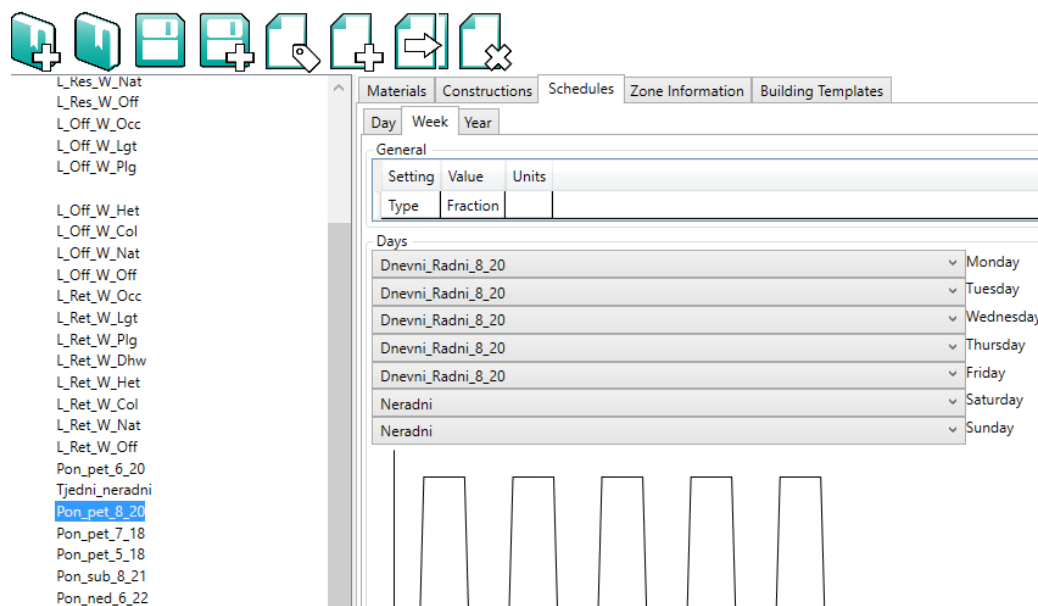 L_Res_W_Nat
L_Res_W_Off
L_Off_W_Occ
L_Off_W_Lgt
L_Off_W_Plg
L_Off_W_Het
L_Off_W_Col
L_Off_W_Nat
L_Off_W_Off
L_Ret_W_Occ
L_Ret_W_Lgt
L_Ret_W_Plg
L_Ret_W_Dhw
L_Ret_W_Het
L_Ret_W_Col
L_Ret_W_Nat
L_Ret_W_Off
Pon_pet_6_20
Tjedni_neradni
Pon_pet_8_20
Pon_pet_7_18
Pon_pet_5_18
Pon_sub_8_21
Pon_ned_6_22
Materials Constructions Schedules Zone Information Building Templates
Day Week Year
General
Setting Value Units
Type Fraction
Days
Dnevni_Radni_8_20 Monday
Dnevni_Radni_8_20 Tuesday
Dnevni_Radni_8_20 Wednesday
Dnevni_Radni_8_20 Thursday
Dnevni_Radni_8_20 Friday
Neradni Saturday
Neradni Sunday